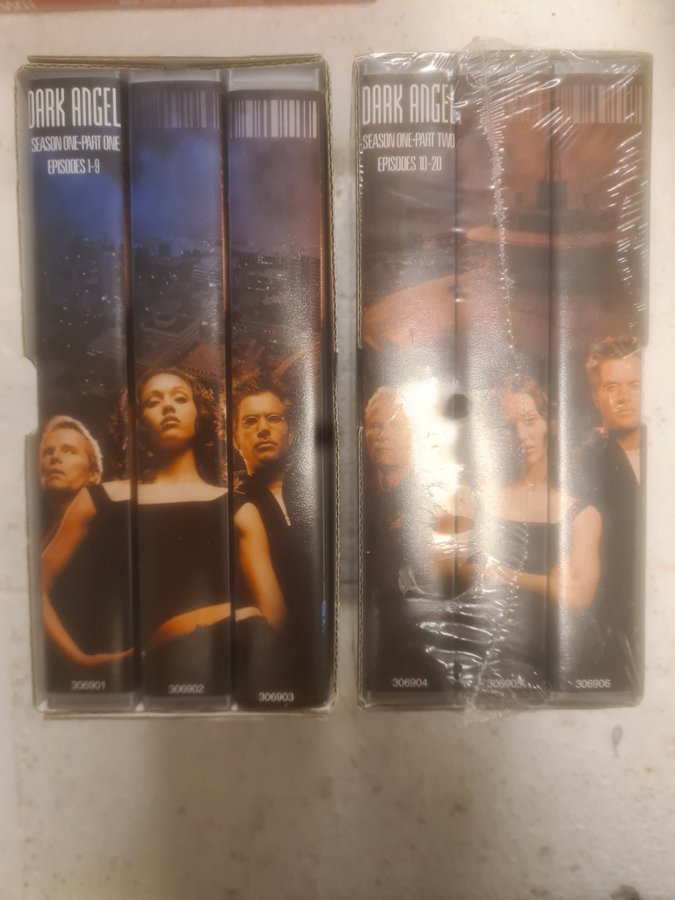 DARK ANGEL
SEASON ONE-PART ONE
EPISODES 1-9
306901
306902
306903
DARK ANGEL
SEASON ONE-PART TWO
EPISODES 10-20
306904
306905
306906